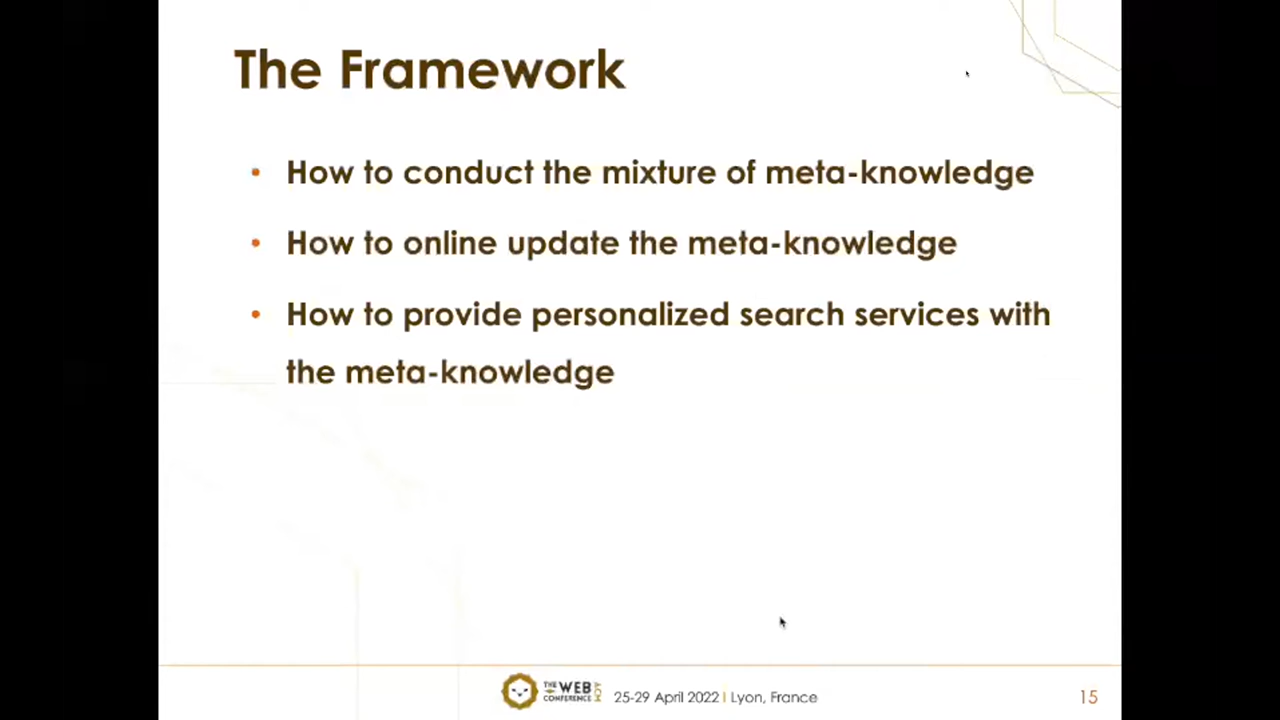 The Framework
• How to conduct the mixture of meta-knowledge
• How to online update the meta-knowledge
• How to provide personalized search services with
the meta-knowledge
THE WEB CONFERENCE ACM 25-29 April 2022 | Lyon, France 15